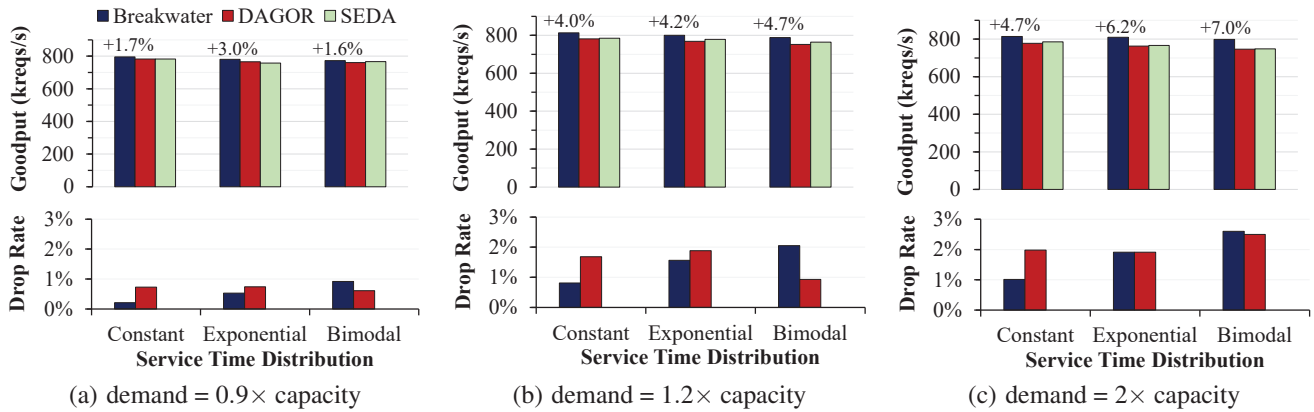 Breakwater DAGOR SEDA
+1.7% +3.0% +1.6%
Goodput (kreqs/s)
800
600
400
200
0
Drop Rate
3%
2%
1%
0%
Constant Exponential Bimodal
Service Time Distribution
(a) demand = 0.9× capacity
+4.0% +4.2% +4.7%
Goodput (kreqs/s)
800
600
400
200
0
Drop Rate
3%
2%
1%
0%
Constant Exponential Bimodal
Service Time Distribution
(b) demand = 1.2× capacity
+4.7% +6.2% +7.0%
Goodput (kreqs/s)
800
600
400
200
0
Drop Rate
3%
2%
1%
0%
Constant Exponential Bimodal
Service Time Distribution
(c) demand = 2× capacity